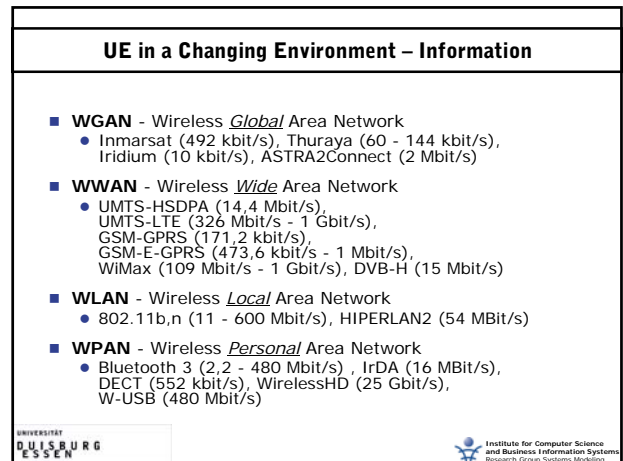 UE in a Changing Environment – Information
■ WGAN - Wireless Global Area Network
● Inmarsat (492 kbit/s), Thuraya (60 - 144 kbit/s),
Iridium (10 kbit/s), ASTRA2Connect (2 Mbit/s)
■ WWAN - Wireless Wide Area Network
● UMTS-HSDPA (14,4 Mbit/s),
UMTS-LTE (326 Mbit/s - 1 Gbit/s),
GSM-GPRS (171,2 kbit/s),
GSM-E-GPRS (473,6 kbit/s - 1 Mbit/s),
WiMax (109 Mbit/s - 1 Gbit/s), DVB-H (15 Mbit/s)
■ WLAN - Wireless Local Area Network
● 802.11b,n (11 - 600 Mbit/s), HIPERLAN2 (54 MBit/s)
■ WPAN - Wireless Personal Area Network
● Bluetooth 3 (2,2 - 480 Mbit/s) , IrDA (16 MBit/s),
DECT (552 kbit/s), WirelessHD (25 Gbit/s),
W-USB (480 Mbit/s)
UNIVERSITÄT
DUISBURG
ESSEN
Institute for Computer Science
and Business Information Systems
Research Group Systems Modeling